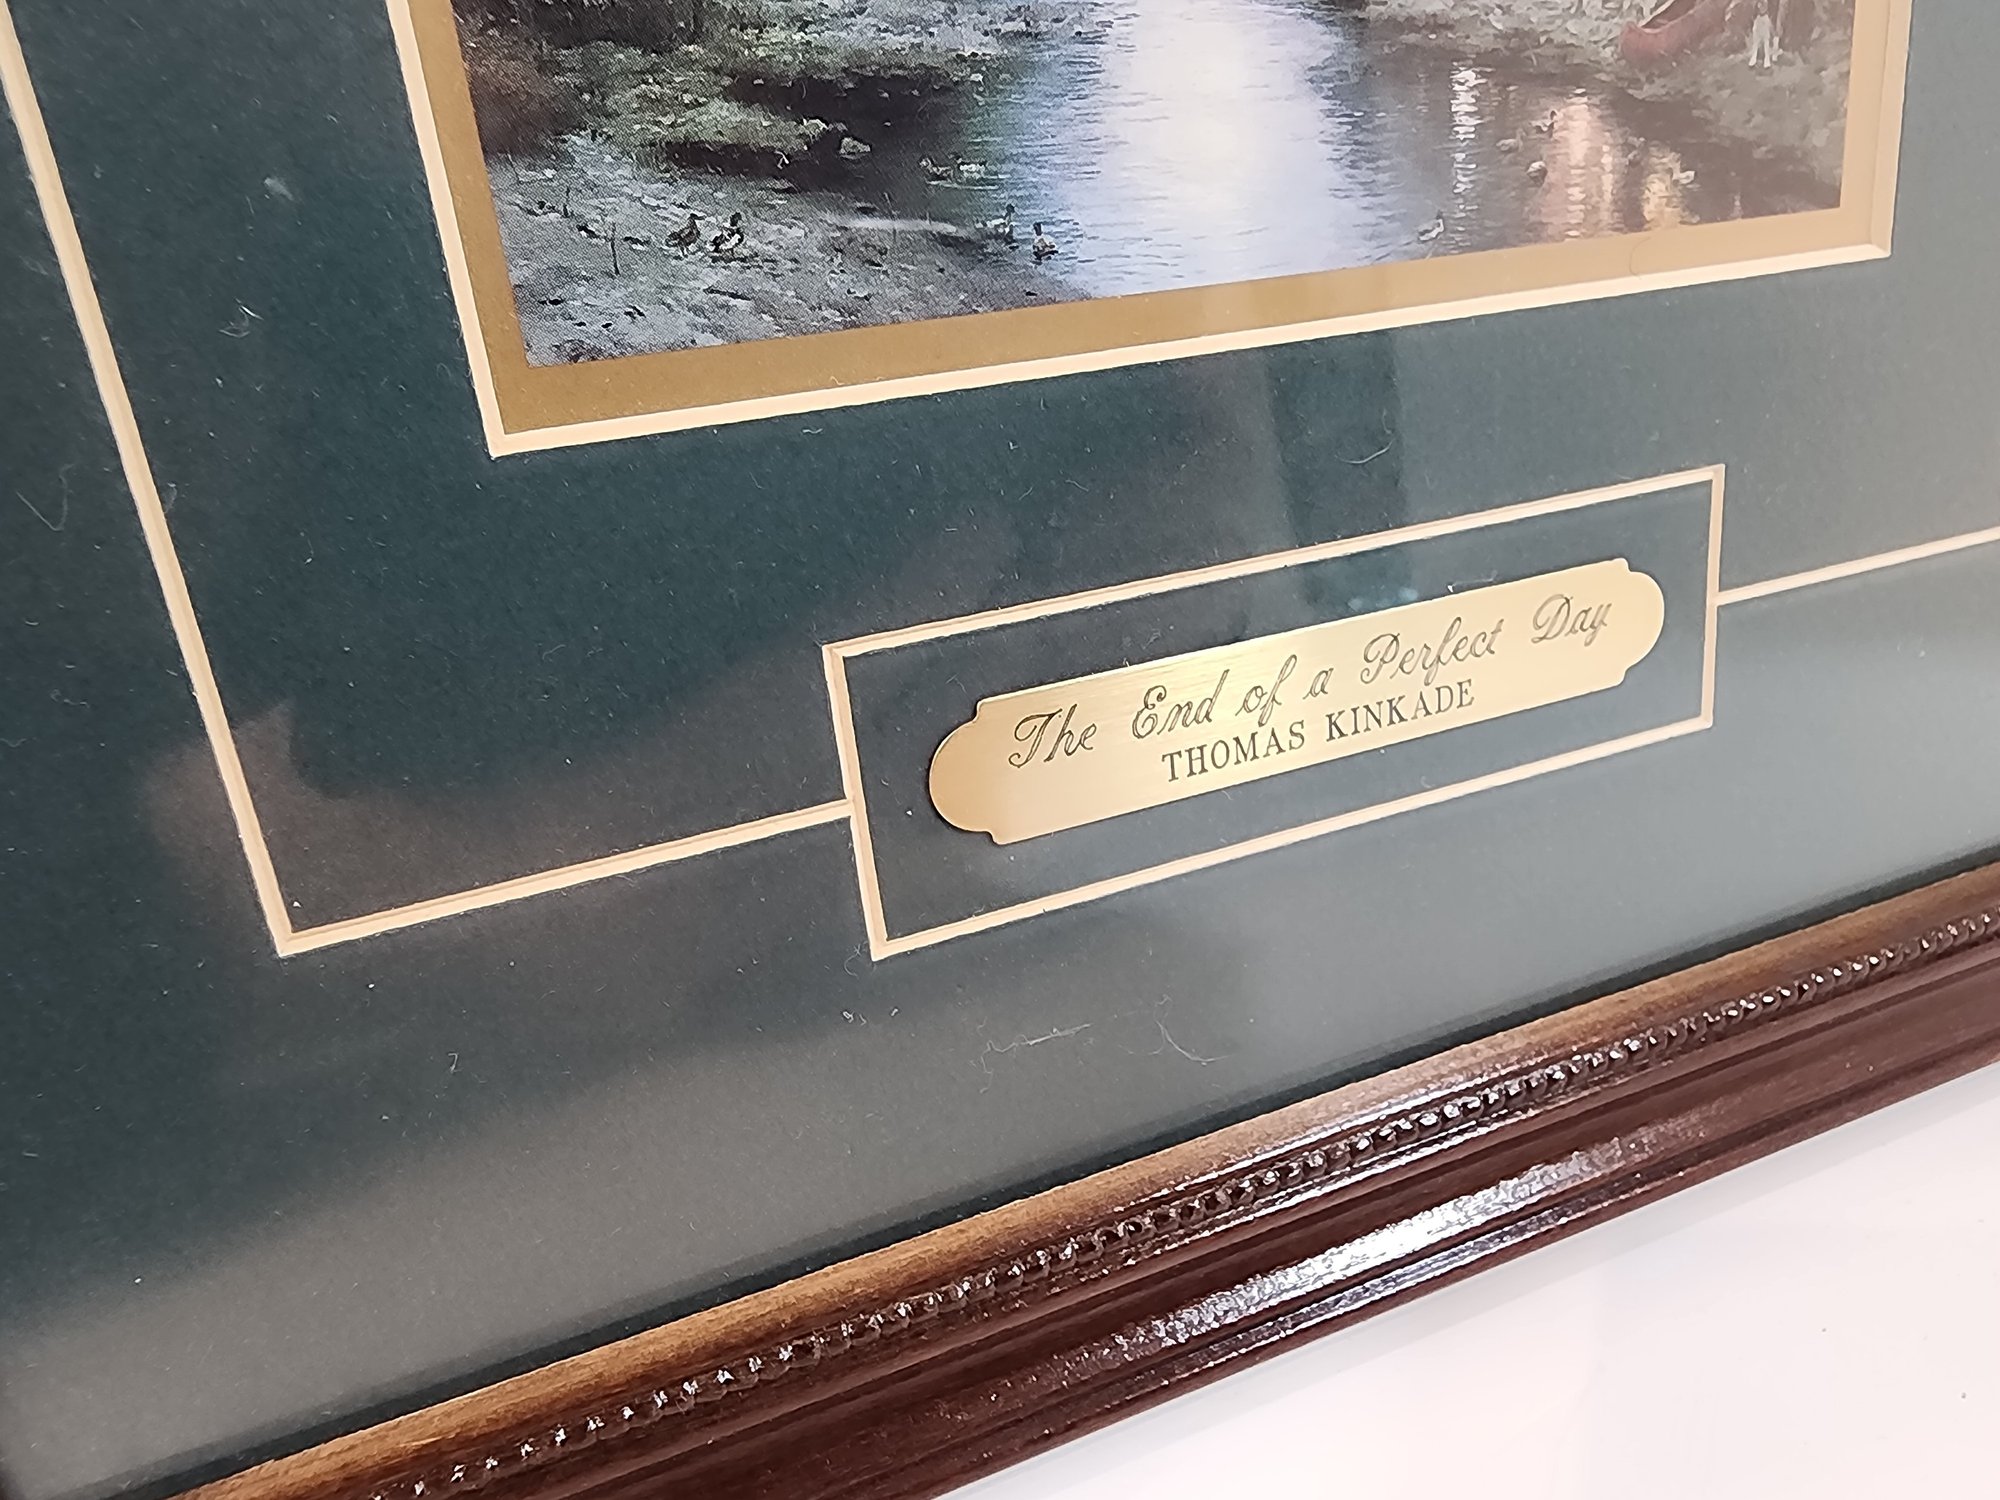 The End of a Perfect Day
THOMAS KINKADE